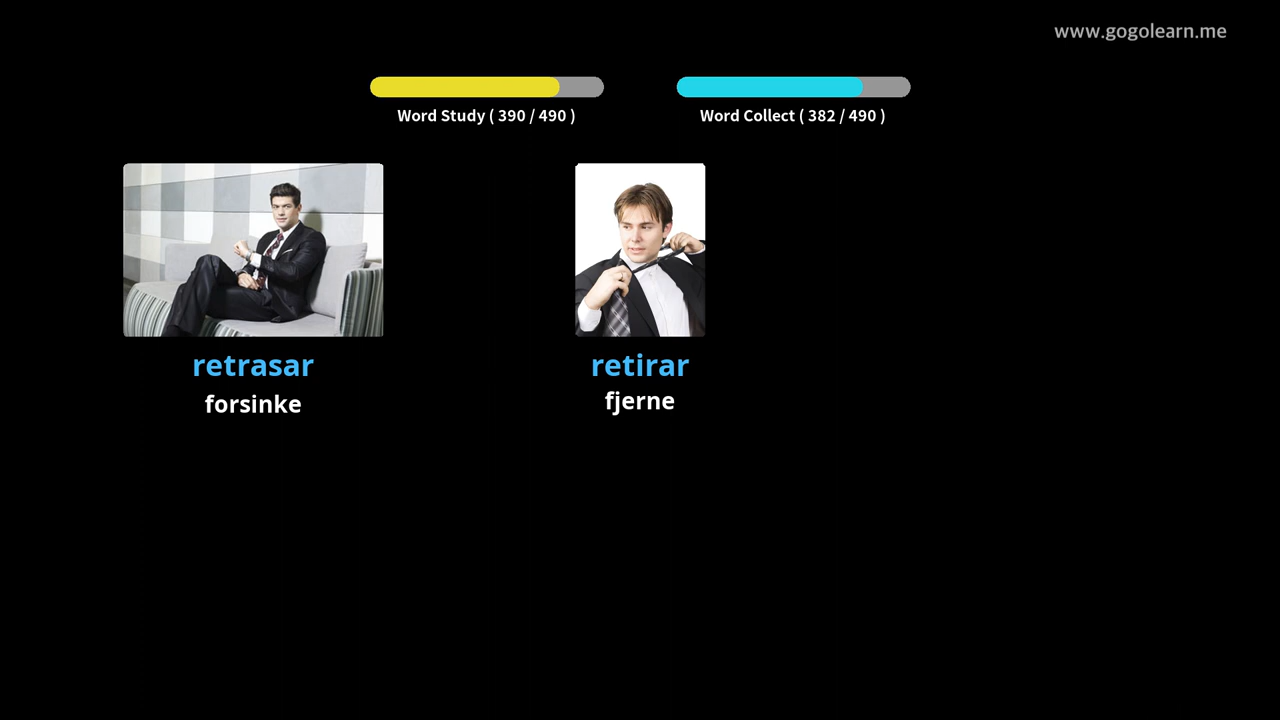 www.gogolearn.me
Word Study ( 390 / 490 )
Word Collect ( 382 / 490 )
retrasar
forsinke
retirar
fjerne